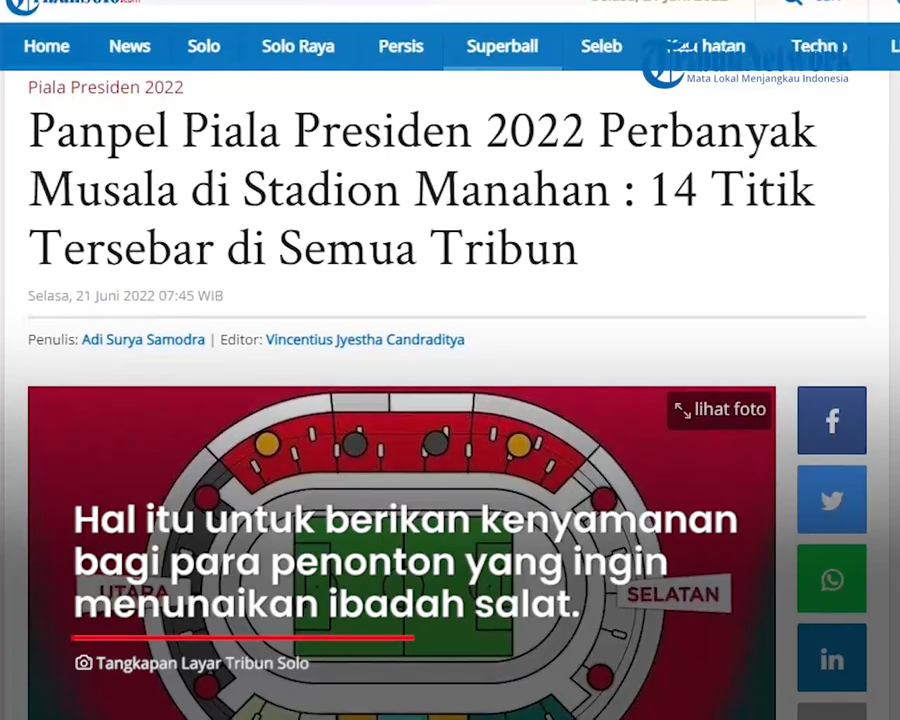 Home News Solo Solo Raya Persis Superball Seleb
Mata Lokal Menjangkau Indonesia
Piala Presiden 2022
Panpel Piala Presiden 2022 Perbanyak
Musala di Stadion Manahan : 14 Titik
Tersebar di Semua Tribun
Selasa, 21 Juni 2022 07:45 WIB
Penulis: Adi Surya Samodra | Editor: Vincentius Jyestha Candraditya
lihat foto
Hal itu untuk berikan kenyamanan
bagi para penonton yang ingin
UTARA
SELATAN
menunaikan ibadah salat.
Tangkapan Layar Tribun Solo